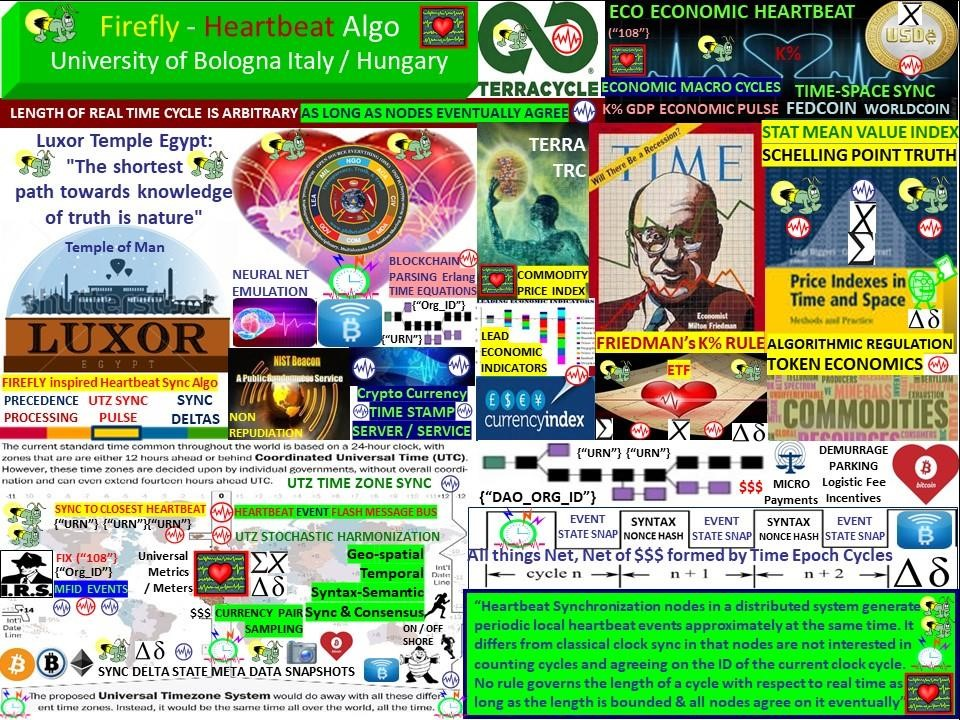 Firefly - Heartbeat Algo
University of Bologna Italy / Hungary
TERRACYCLE
ECO ECONOMIC HEARTBEAT
{"108"}
K%
ECONOMIC MACRO CYCLES
TIME-SPACE SYNC
LENGTH OF REAL TIME CYCLE IS ARBITRARY AS LONG AS NODES EVENTUALLY AGREE
K% GDP ECONOMIC PULSE FEDCOIN WORLDCOIN
Luxor Temple Egypt:
"The shortest
path towards knowledge
of truth is nature"
Temple of Man
LUXOR
EGYPT
NGO
TERRA
TRC
Will There Be a Recession?
TIME
Economist
Milton Friedman
STAT MEAN VALUE INDEX
SCHELLING POINT TRUTH
X
Σ
Price Indexes in
Time and Space
Methods and Practice
Δδ
NEURAL NET
EMULATION
BLOCKCHAIN
PARSING Erlang
TIME EQUATIONS
{"Org_ID"}
{"URN"}
COMMODITY
PRICE INDEX
LEADING ECONOMIC INDICATORS
LEAD
ECONOMIC
INDICATORS
FRIEDMAN's K% RULE
ALGORITHMIC REGULATION
TOKEN ECONOMICS
NIST Beacon
A Public Randomness Service
NON
REPUDIATION
Crypto Currency
TIME STAMP
SERVER / SERVICE
£ $ € ¥
currencyindex
ETF
Σ X Δδ
COMMODITIES
FIREFLY inspired Heartbeat Sync Algo
PRECEDENCE UTZ SYNC SYNC
PROCESSING PULSE DELTAS
The current standard time common throughout the world is based on a 24-hour clock, with
zones that are are either 12 hours ahead or behind Coordinated Universal Time (UTC).
However, these time zones are decided upon by individual governments, without overall coordi-
nation and can even extend fourteen hours ahead UTC.
UTZ TIME ZONE SYNC
{"URN"} {"URN"}
{"DAO_ORG_ID"}
$$$
MICRO
Payments
DEMURRAGE
PARKING
Logistic Fee
Incentives
bitcoin
SYNC TO CLOSEST HEARTBEAT
{"URN"} {"URN"}{"URN"}
HEARTBEAT EVENT FLASH MESSAGE BUS
UTZ STOCHASTIC HARMONIZATION
FIX {"108"}
{"Org_ID"}
MFID EVENTS
I.R.S.
Universal
Metrics
/ Meters
ΣX
Δδ
Geo-spatial
Temporal
Syntax-Semantic
Sync & Consensus
$$$ CURRENCY PAIR
SAMPLING
Int'l
Date
Line
ON / OFF
SHORE
Δδ
SYNC DELTA STATE META DATA SNAPSHOTS
The proposed Universal Timezone System would do away with all these differ-
ent time zones. Instead, it would be the same time all over the world, all the time.
EVENT
STATE SNAP
SYNTAX
NONCE HASH
EVENT
STATE SNAP
SYNTAX
NONCE HASH
EVENT
STATE SNAP
All things Net, Net of $$$ formed by Time Epoch Cycles
cycle n n + 1 n + 2 Δδ
"Heartbeat Synchronization nodes in a distributed system generate
periodic local heartbeat events approximately at the same time. It
differs from classical clock sync in that nodes are not interested in
counting cycles and agreeing on the ID of the current clock cycle.
No rule governs the length of a cycle with respect to real time as
long as the length is bounded & all nodes agree on it eventually"